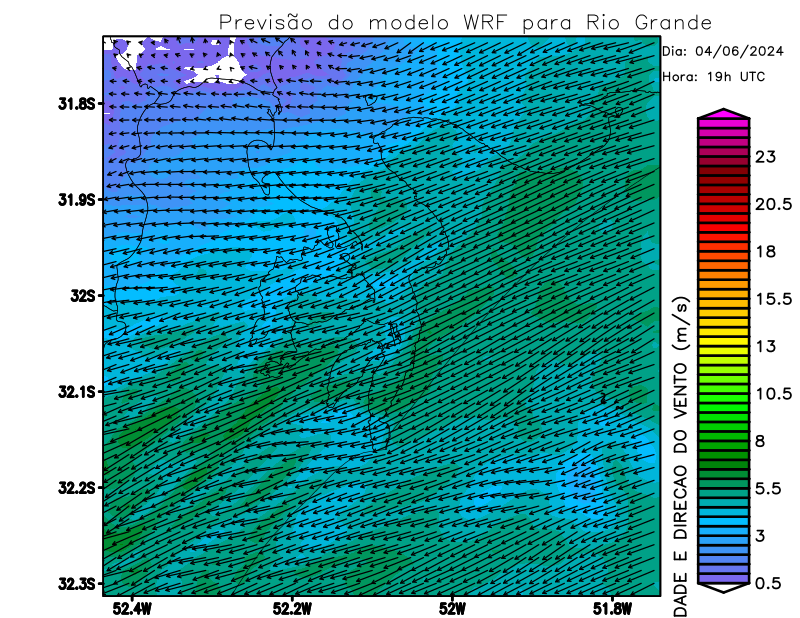 Previsão do modelo WRF para Rio Grande
Dia: 04/06/2024
Hora: 19h UTC
31.8S
31.9S
32S
32.1S
32.2S
32.3S
52.4W
52.2W
52W
51.8W
DADE E DIRECAO DO VENTO (m/s)
23
20.5
18
15.5
13
10.5
8
5.5
3
0.5